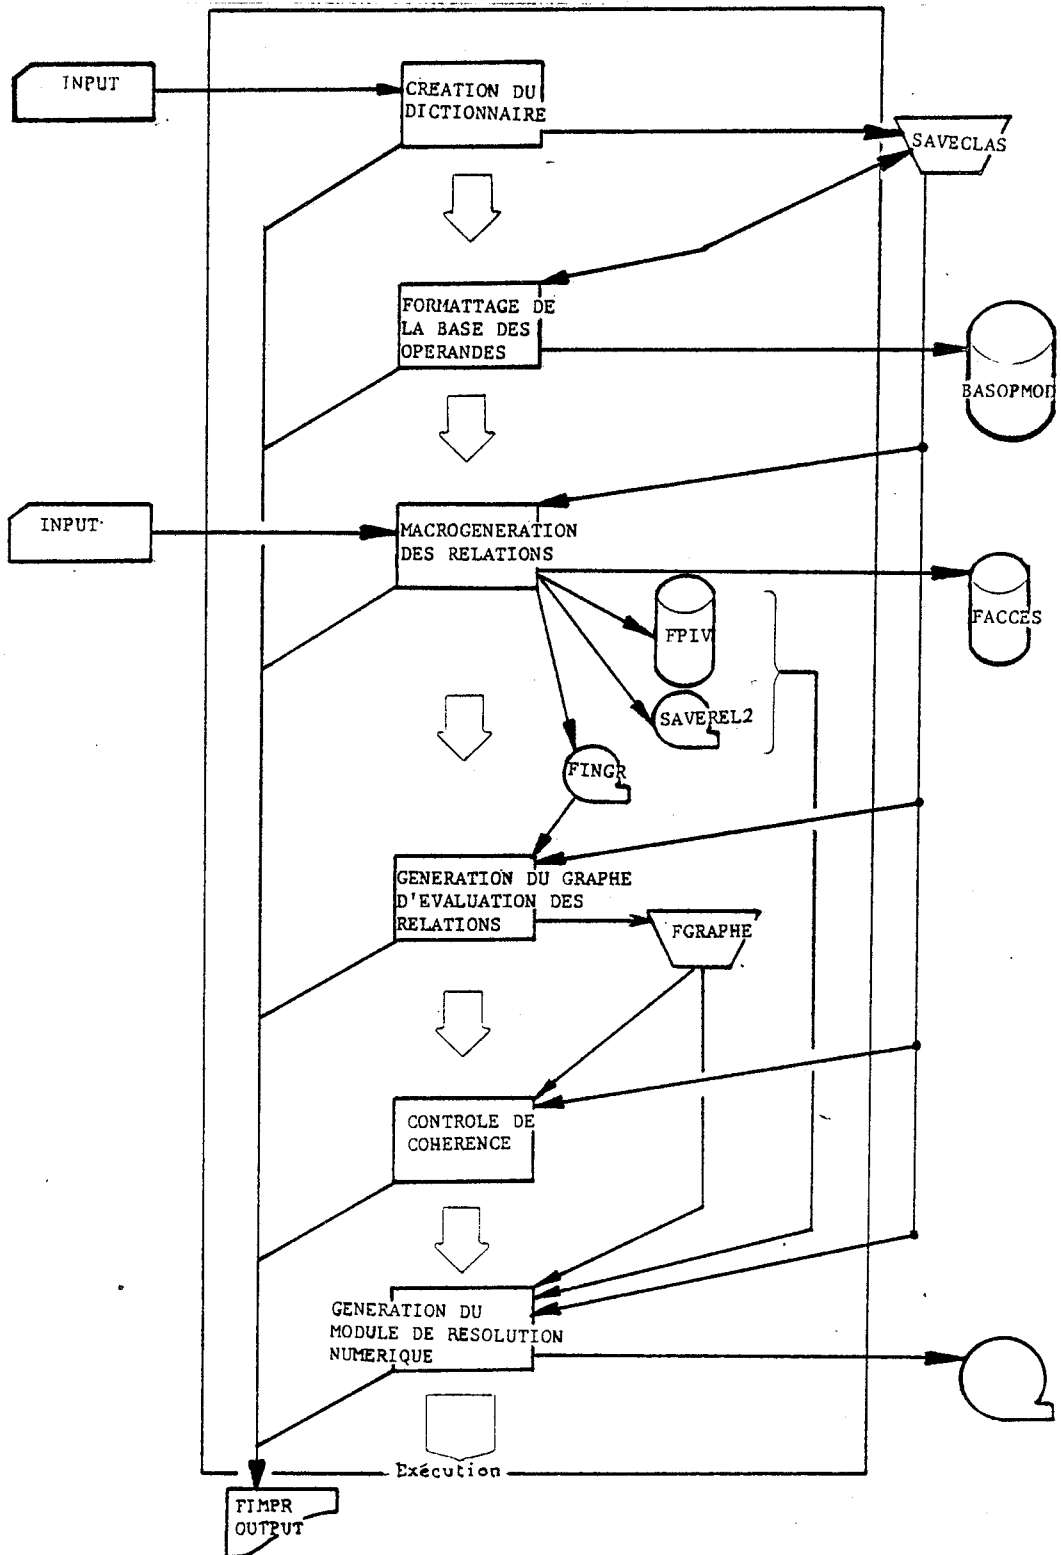 INPUT
CREATION DU
DICTIONNAIRE
SAVECLAS
FORMATTAGE DE
LA BASE DES
OPERANDES
BASOPMOD
INPUT
MACROGENERATION
DES RELATIONS
FACCES
FPIV
SAVEREL2
FINGR
GENERATION DU GRAPHE
D'EVALUATION DES
RELATIONS
FGRAPHE
CONTROLE DE
COHERENCE
GENERATION DU
MODULE DE RESOLUTION
NUMERIQUE
Exécution
FIMPR
OUTPUT